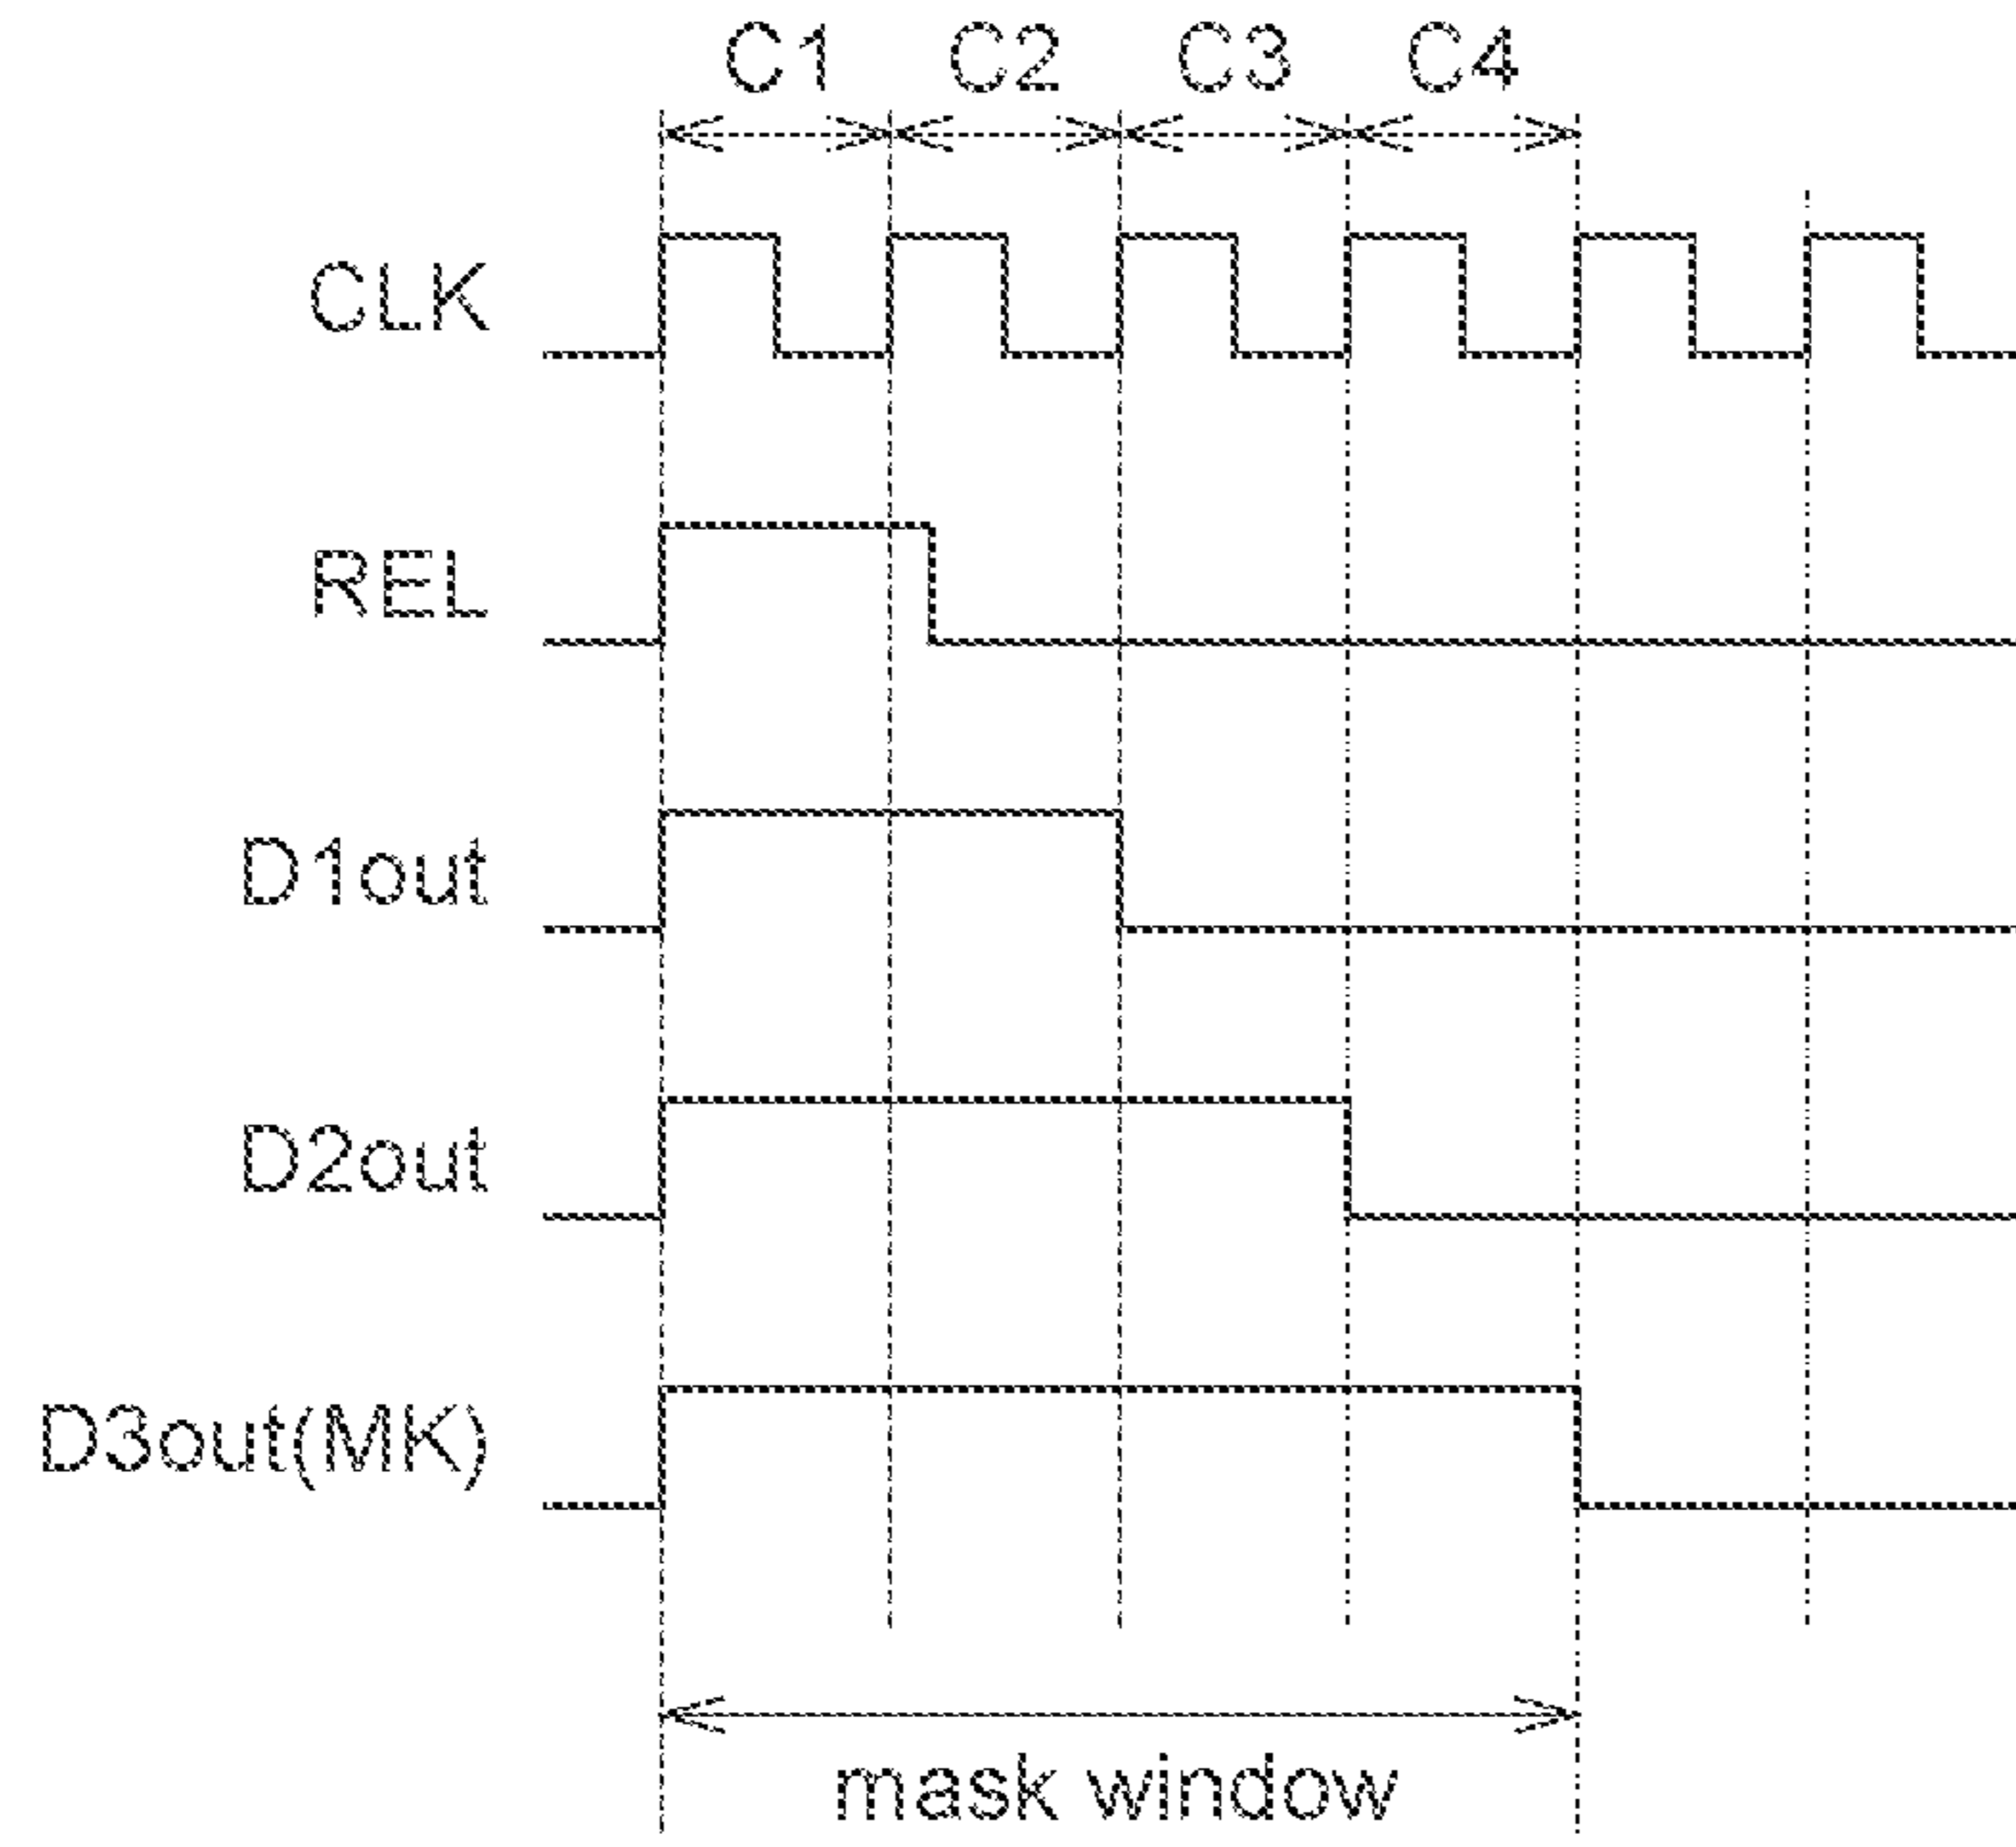 C1 C2 C3 C4
CLK
REL
D1out
D2out
D3out(MK)
mask window